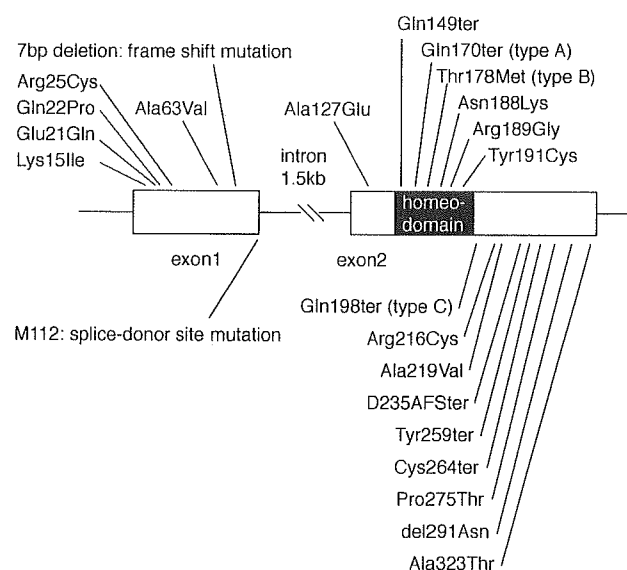 Gln149ter
7bp deletion: frame shift mutation
Gln170ter (type A)
Arg25Cys
Thr178Met (type B)
Gln22Pro
Ala63Val
Ala127Glu
Asn188Lys
Glu21Gln
Arg189Gly
Lys15Ile
intron
1.5kb
Tyr191Cys
homeo-
domain
exon1
exon2
Gln198ter (type C)
M112: splice-donor site mutation
Arg216Cys
Ala219Val
D235AFSter
Tyr259ter
Cys264ter
Pro275Thr
del291Asn
Ala323Thr